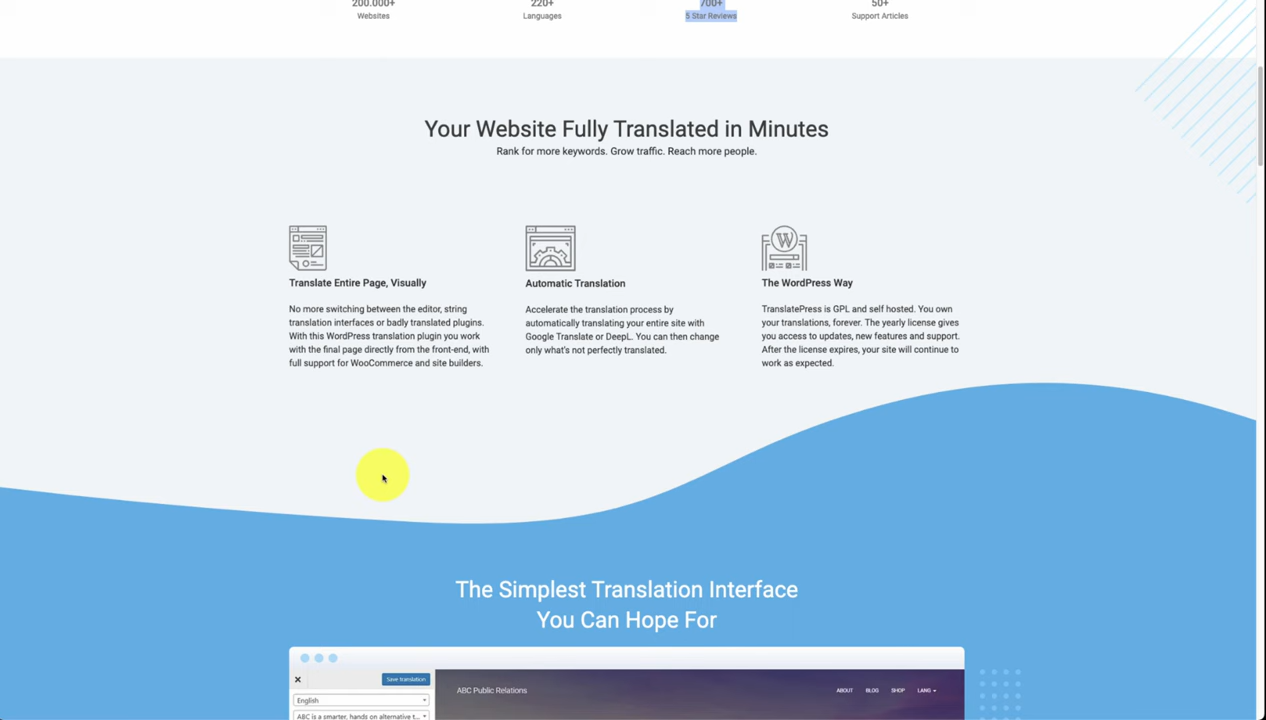 200.000+ 220+ 700+ 50+
Websites Languages 5 Star Reviews Support Articles
Your Website Fully Translated in Minutes
Rank for more keywords. Grow traffic. Reach more people.
Translate Entire Page, Visually
No more switching between the editor, string
translation interfaces or badly translated plugins.
With this WordPress translation plugin you work
with the final page directly from the front-end, with
full support for WooCommerce and site builders.
Automatic Translation
Accelerate the translation process by
automatically translating your entire site with
Google Translate or DeepL. You can then change
only what's not perfectly translated.
W
The WordPress Way
TranslatePress is GPL and self hosted. You own
your translations, forever. The yearly license gives
you access to updates, new features and support.
After the license expires, your site will continue to
work as expected.
The Simplest Translation Interface
You Can Hope For
Save translation
English
ABC is a smarter, hands on alternative t...
ABC Public Relations
ABOUT BLOG SHOP LANG